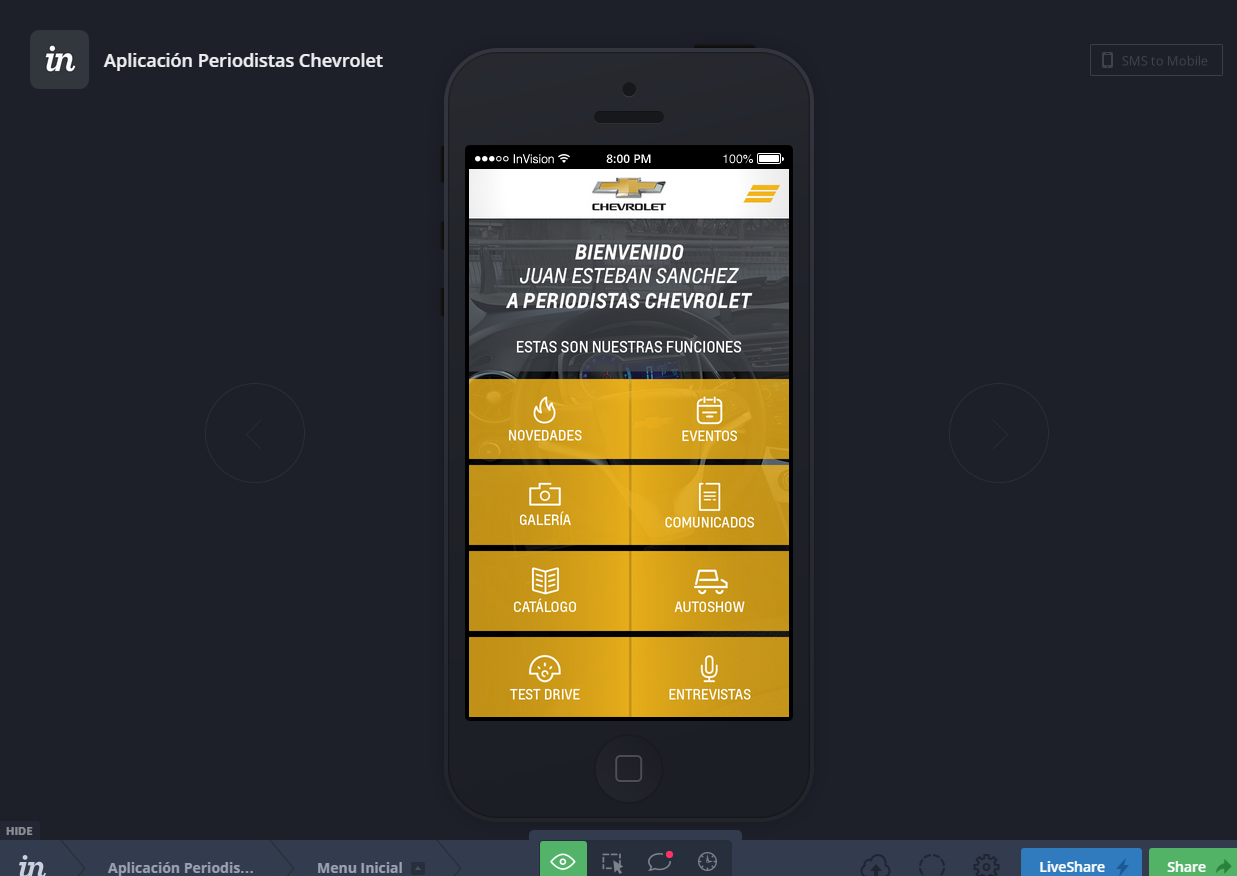 in
Aplicación Periodistas Chevrolet
SMS to Mobile
InVision
8:00 PM
100%
CHEVROLET
BIENVENIDO
JUAN ESTEBAN SANCHEZ
A PERIODISTAS CHEVROLET
ESTAS SON NUESTRAS FUNCIONES
NOVEDADES
EVENTOS
GALERÍA
COMUNICADOS
CATÁLOGO
AUTOSHOW
TEST DRIVE
ENTREVISTAS
HIDE
in
Aplicación Periodis...
Menu Inicial
LiveShare
Share